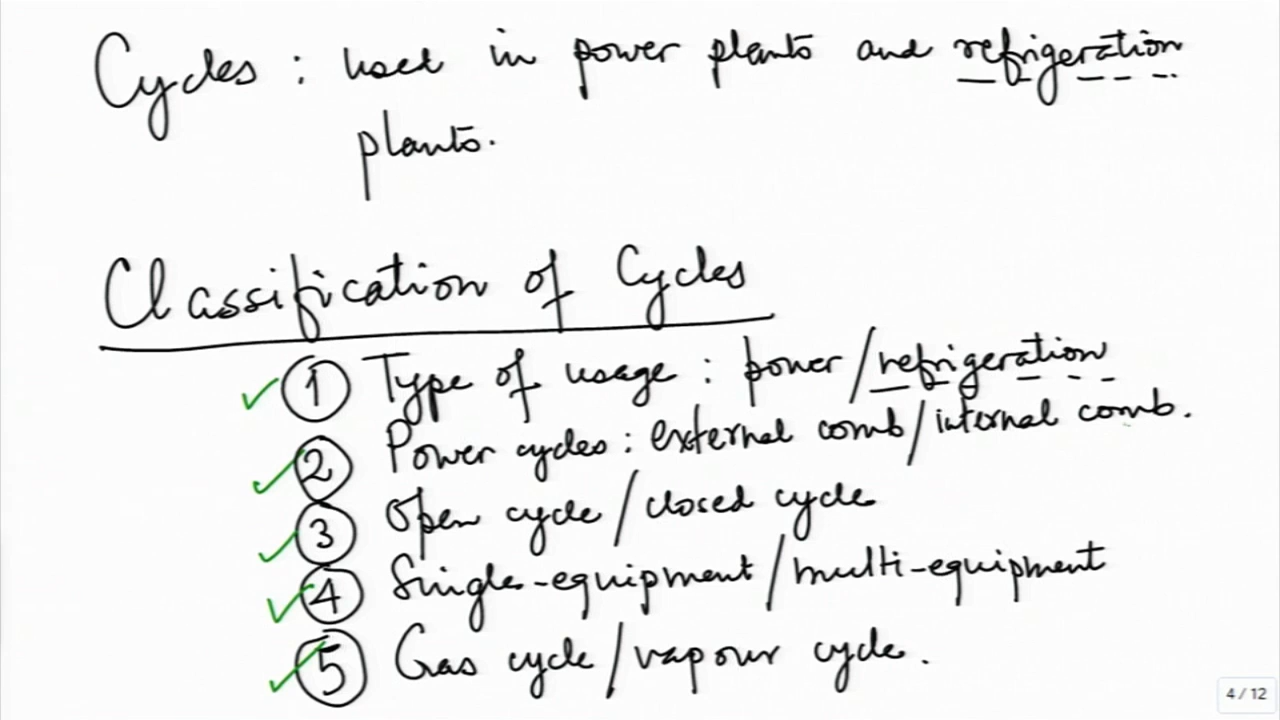 Cycles : used in power plants and refrigeration
plants.
Classification of Cycles
1 Type of usage : power/refrigeration
2 Power cycles : external comb/internal comb.
3 Open cycle/closed cycle
4 Single-equipment/multi-equipment
5 Gas cycle/vapour cycle.
4 / 12